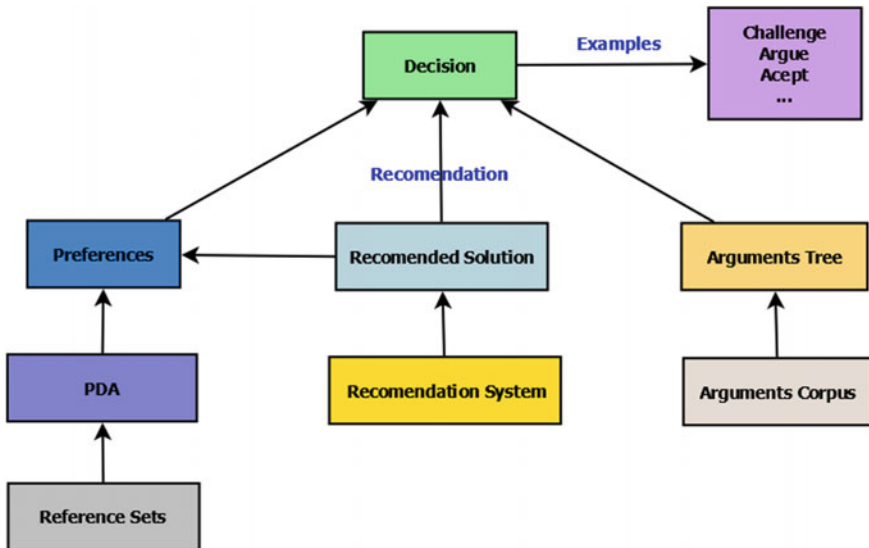 Examples
Challenge
Argue
Acept
...
Decision
Recomendation
Preferences
Recomended Solution
Arguments Tree
PDA
Recomendation System
Arguments Corpus
Reference Sets